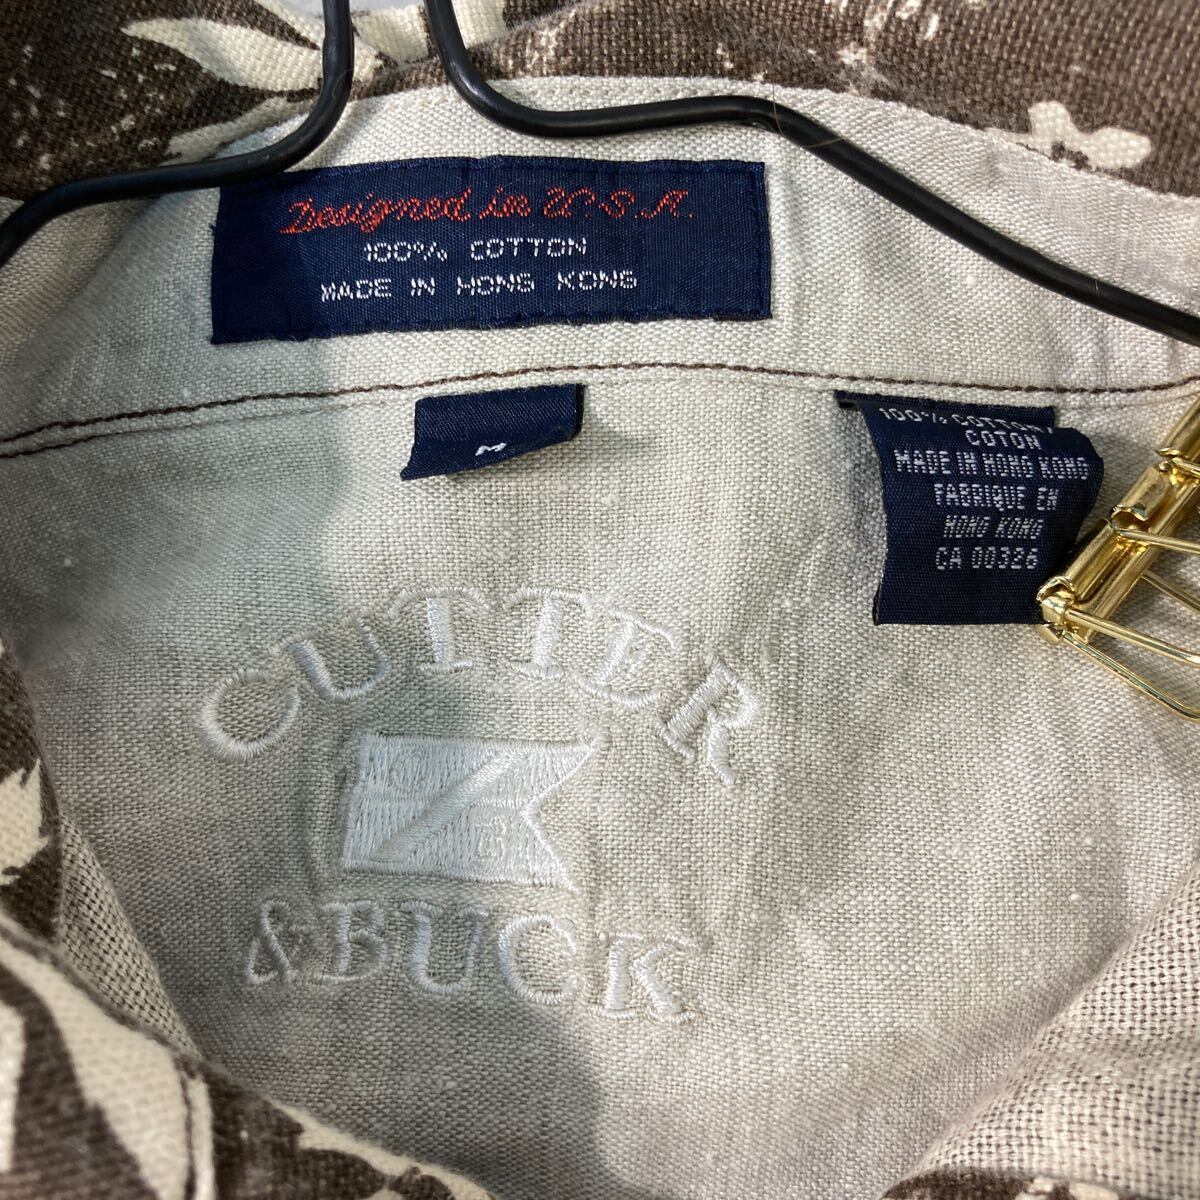 Designed in U.S.A.
100% COTTON
MADE IN HONG KONG
M
100% COTTON/
COTON
MADE IN HONG KONG
FABRIQUE EN
HONG KONG
CA 00326
CUTTER
& BUCK